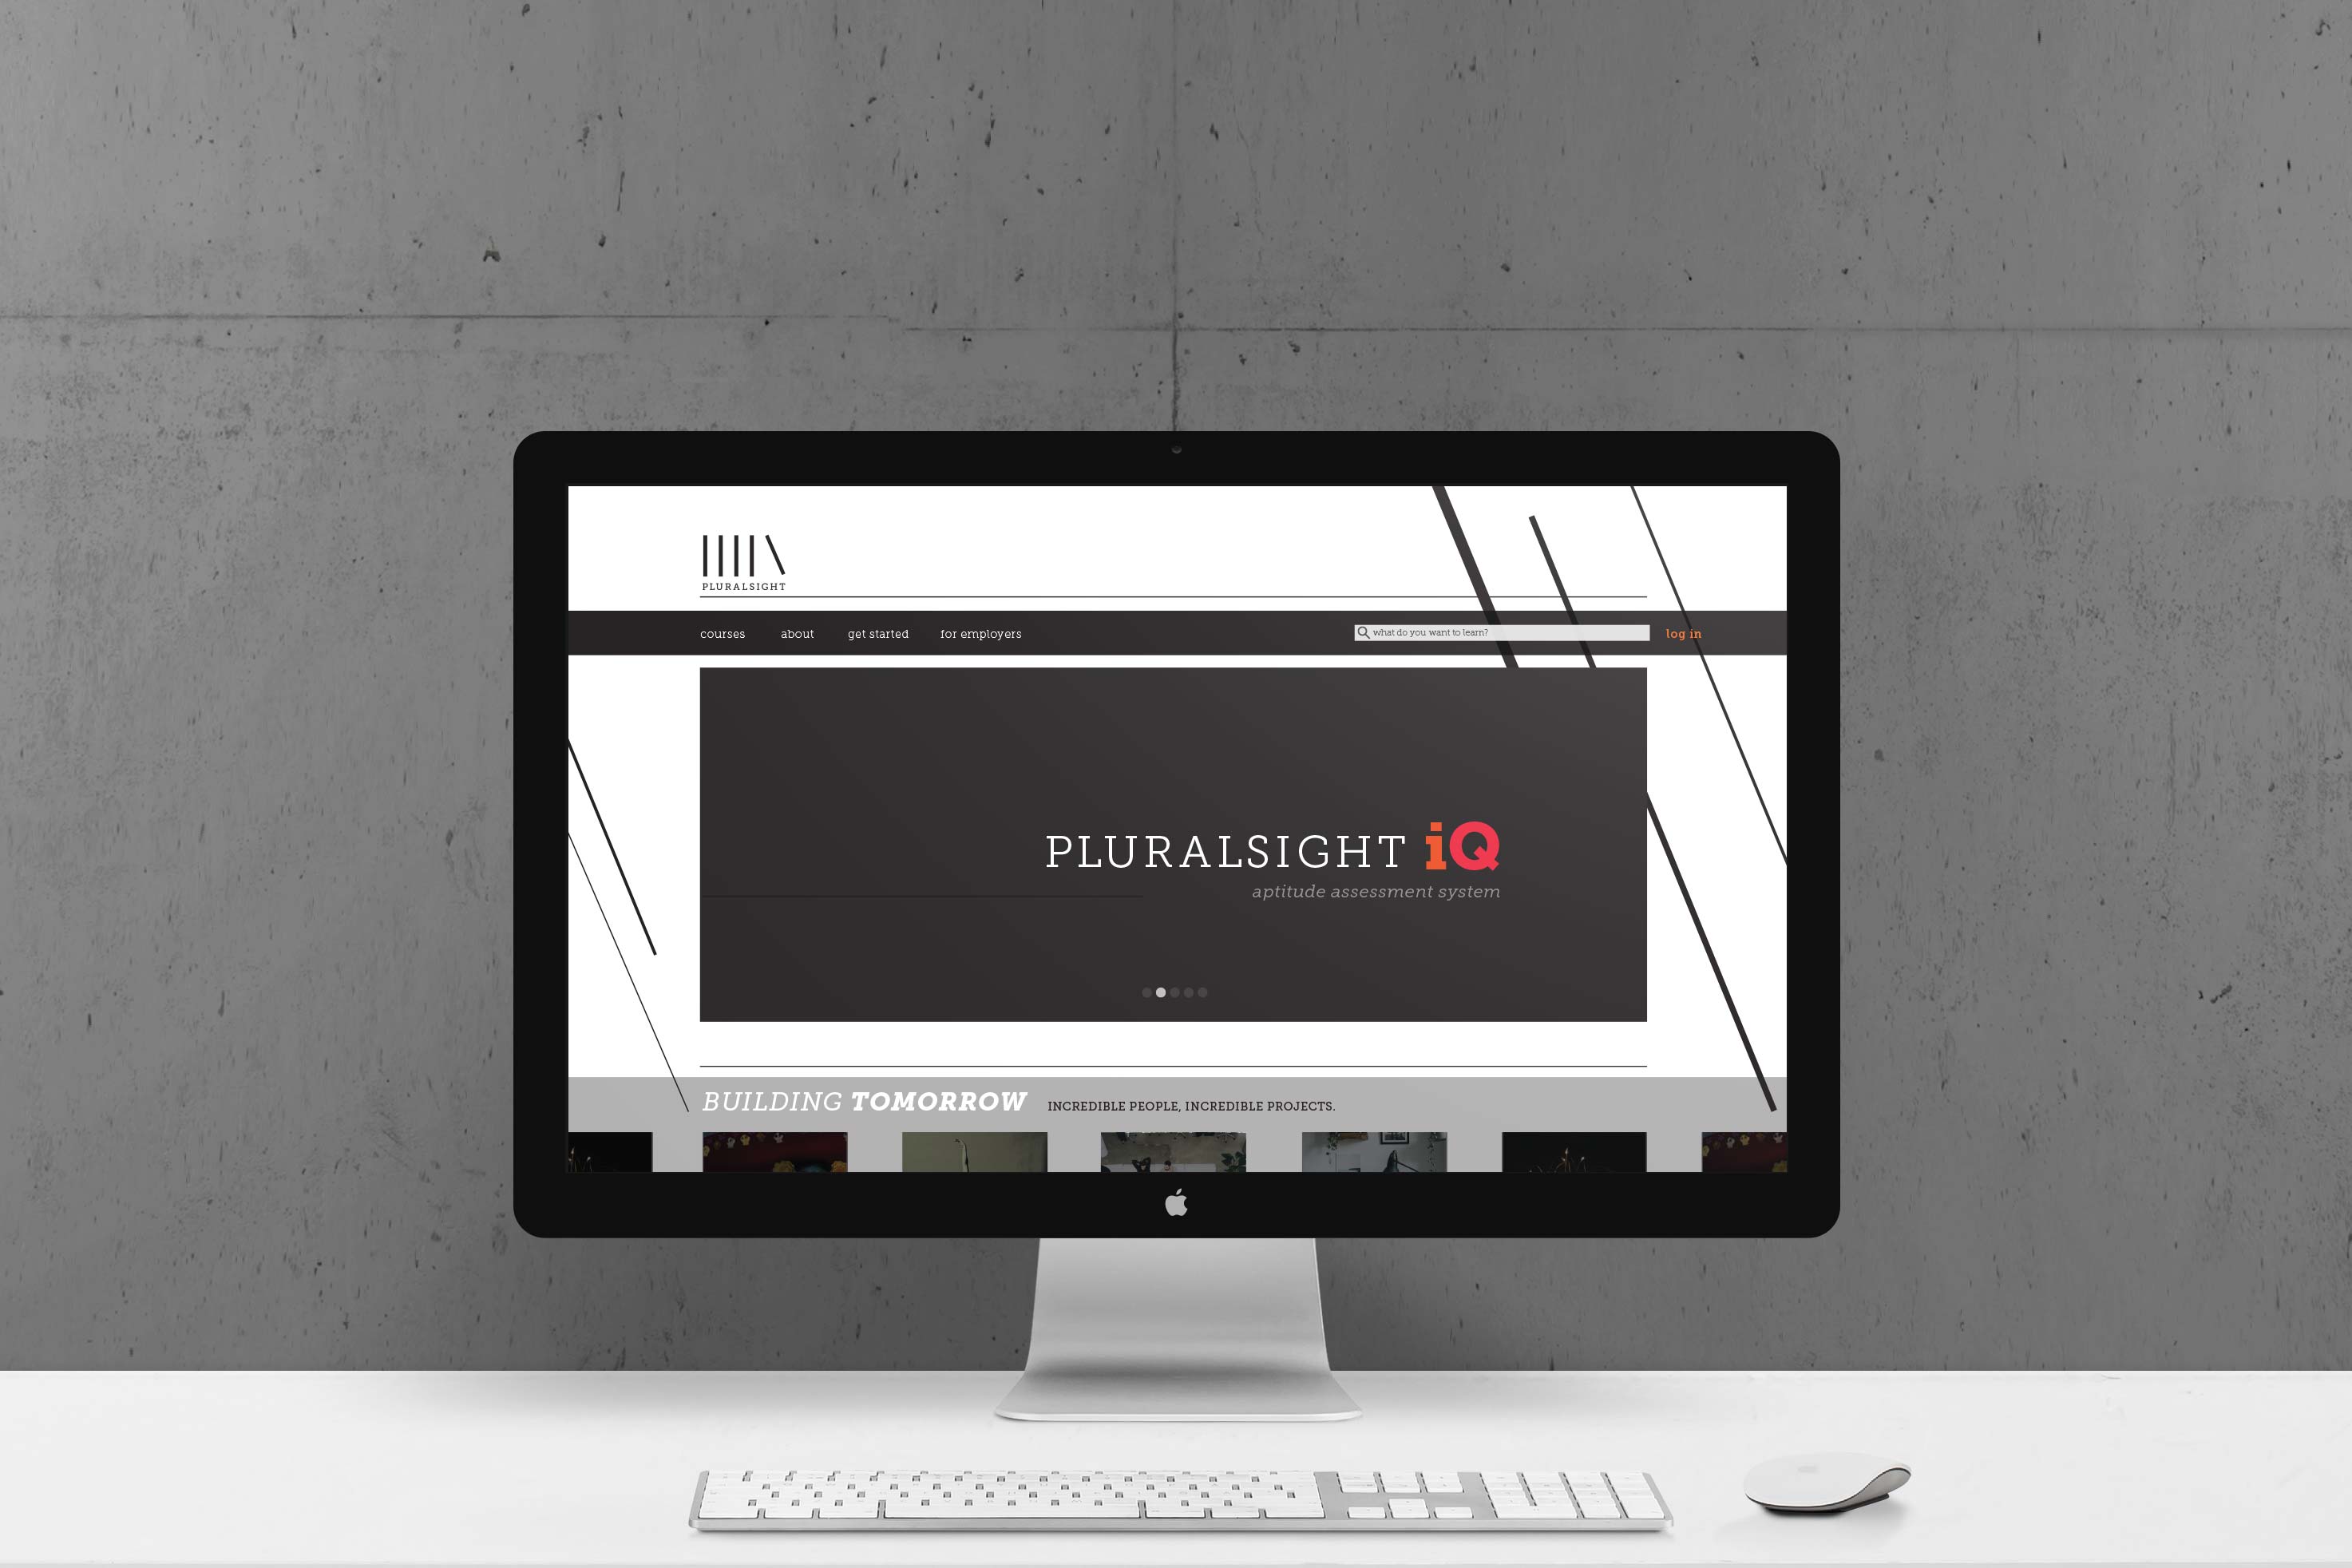 PLURALSIGHT
courses about get started for employers what do you want to learn? log in
PLURALSIGHT iQ
aptitude assessment system
BUILDING TOMORROW INCREDIBLE PEOPLE, INCREDIBLE PROJECTS.